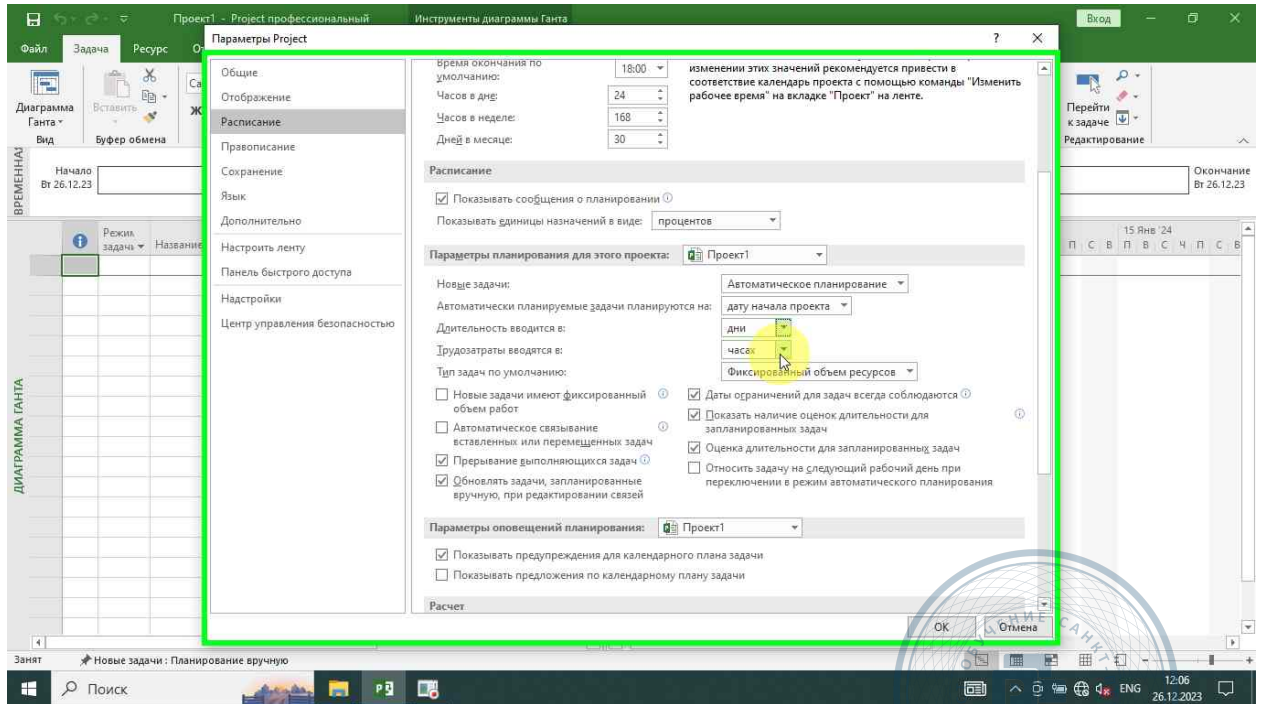 Проект1 - Project профессиональный
Инструменты диаграммы Ганта
Вход
Файл
Задача
Ресурс
Параметры Project
?
Диаграмма
Ганта
Вид
Вставить
Ж
Буфер обмена
Перейти
к задаче
Редактирование
Общие
Отображение
Расписание
Правописание
Сохранение
Язык
Дополнительно
Настроить ленту
Панель быстрого доступа
Надстройки
Центр управления безопасностью
Время окончания по
умолчанию:
18:00
изменении этих значений рекомендуется привести в
соответствие календарь проекта с помощью команды "Изменить
рабочее время" на вкладке "Проект" на ленте.
Часов в дне:
24
Часов в неделе:
168
Дней в месяце:
30
Расписание
Показывать сообщения о планировании
Показывать единицы назначений в виде:
процентов
Параметры планирования для этого проекта:
Проект1
Новые задачи:
Автоматическое планирование
Автоматически планируемые задачи планируются на:
дату начала проекта
Длительность вводится в:
дни
Трудозатраты вводятся в:
часах
Тип задач по умолчанию:
Фиксированный объем ресурсов
Новые задачи имеют фиксированный
объем работ
Автоматическое связывание
вставленных или перемещенных задач
Прерывание выполняющихся задач
Обновлять задачи, запланированные
вручную, при редактировании связей
Даты ограничений для задач всегда соблюдаются
Показать наличие оценок длительности для
запланированных задач
Оценка длительности для запланированных задач
Относить задачу на следующий рабочий день при
переключении в режим автоматического планирования
Параметры оповещений планирования:
Проект1
Показывать предупреждения для календарного плана задачи
Показывать предложения по календарному плану задачи
Расчет
ОК
Отмена
Начало
Вт 26.12.23
Окончание
Вт 26.12.23
Режим
задачи
Название
15 Янв '24
П С В П В С Ч П С В
ДИАГРАММА ГАНТА
Занят
Новые задачи : Планирование вручную
Поиск
ENG
12:06
26.12.2023